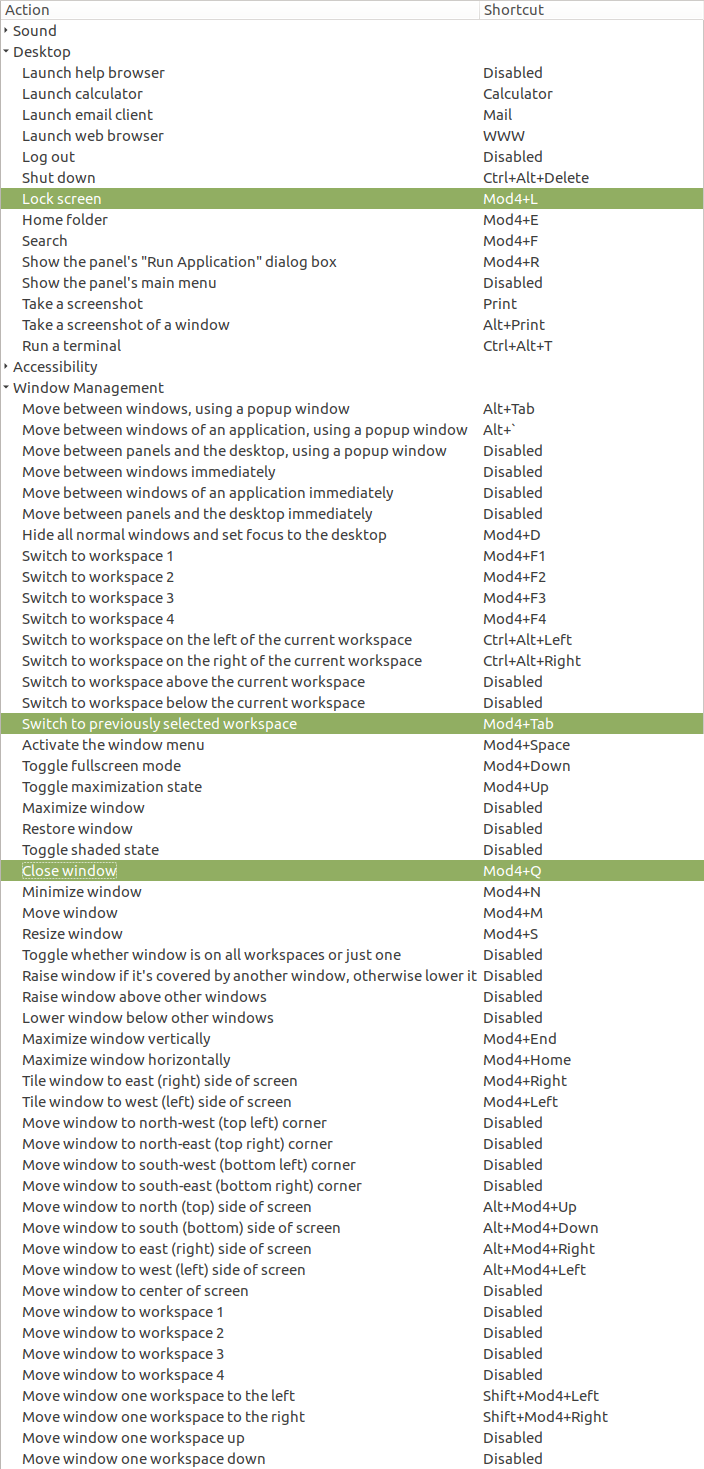 Action Shortcut
Sound
Desktop
Launch help browser Disabled
Launch calculator Calculator
Launch email client Mail
Launch web browser WWW
Log out Disabled
Shut down Ctrl+Alt+Delete
Lock screen Mod4+L
Home folder Mod4+E
Search Mod4+F
Show the panel's "Run Application" dialog box Mod4+R
Show the panel's main menu Disabled
Take a screenshot Print
Take a screenshot of a window Alt+Print
Run a terminal Ctrl+Alt+T
Accessibility
Window Management
Move between windows, using a popup window Alt+Tab
Move between windows of an application, using a popup window Alt+`
Move between panels and the desktop, using a popup window Disabled
Move between windows immediately Disabled
Move between windows of an application immediately Disabled
Move between panels and the desktop immediately Disabled
Hide all normal windows and set focus to the desktop Mod4+D
Switch to workspace 1 Mod4+F1
Switch to workspace 2 Mod4+F2
Switch to workspace 3 Mod4+F3
Switch to workspace 4 Mod4+F4
Switch to workspace on the left of the current workspace Ctrl+Alt+Left
Switch to workspace on the right of the current workspace Ctrl+Alt+Right
Switch to workspace above the current workspace Disabled
Switch to workspace below the current workspace Disabled
Switch to previously selected workspace Mod4+Tab
Activate the window menu Mod4+Space
Toggle fullscreen mode Mod4+Down
Toggle maximization state Mod4+Up
Maximize window Disabled
Restore window Disabled
Toggle shaded state Disabled
Close window Mod4+Q
Minimize window Mod4+N
Move window Mod4+M
Resize window Mod4+S
Toggle whether window is on all workspaces or just one Disabled
Raise window if it's covered by another window, otherwise lower it Disabled
Raise window above other windows Disabled
Lower window below other windows Disabled
Maximize window vertically Mod4+End
Maximize window horizontally Mod4+Home
Tile window to east (right) side of screen Mod4+Right
Tile window to west (left) side of screen Mod4+Left
Move window to north-west (top left) corner Disabled
Move window to north-east (top right) corner Disabled
Move window to south-west (bottom left) corner Disabled
Move window to south-east (bottom right) corner Disabled
Move window to north (top) side of screen Alt+Mod4+Up
Move window to south (bottom) side of screen Alt+Mod4+Down
Move window to east (right) side of screen Alt+Mod4+Right
Move window to west (left) side of screen Alt+Mod4+Left
Move window to center of screen Disabled
Move window to workspace 1 Disabled
Move window to workspace 2 Disabled
Move window to workspace 3 Disabled
Move window to workspace 4 Disabled
Move window one workspace to the left Shift+Mod4+Left
Move window one workspace to the right Shift+Mod4+Right
Move window one workspace up Disabled
Move window one workspace down Disabled